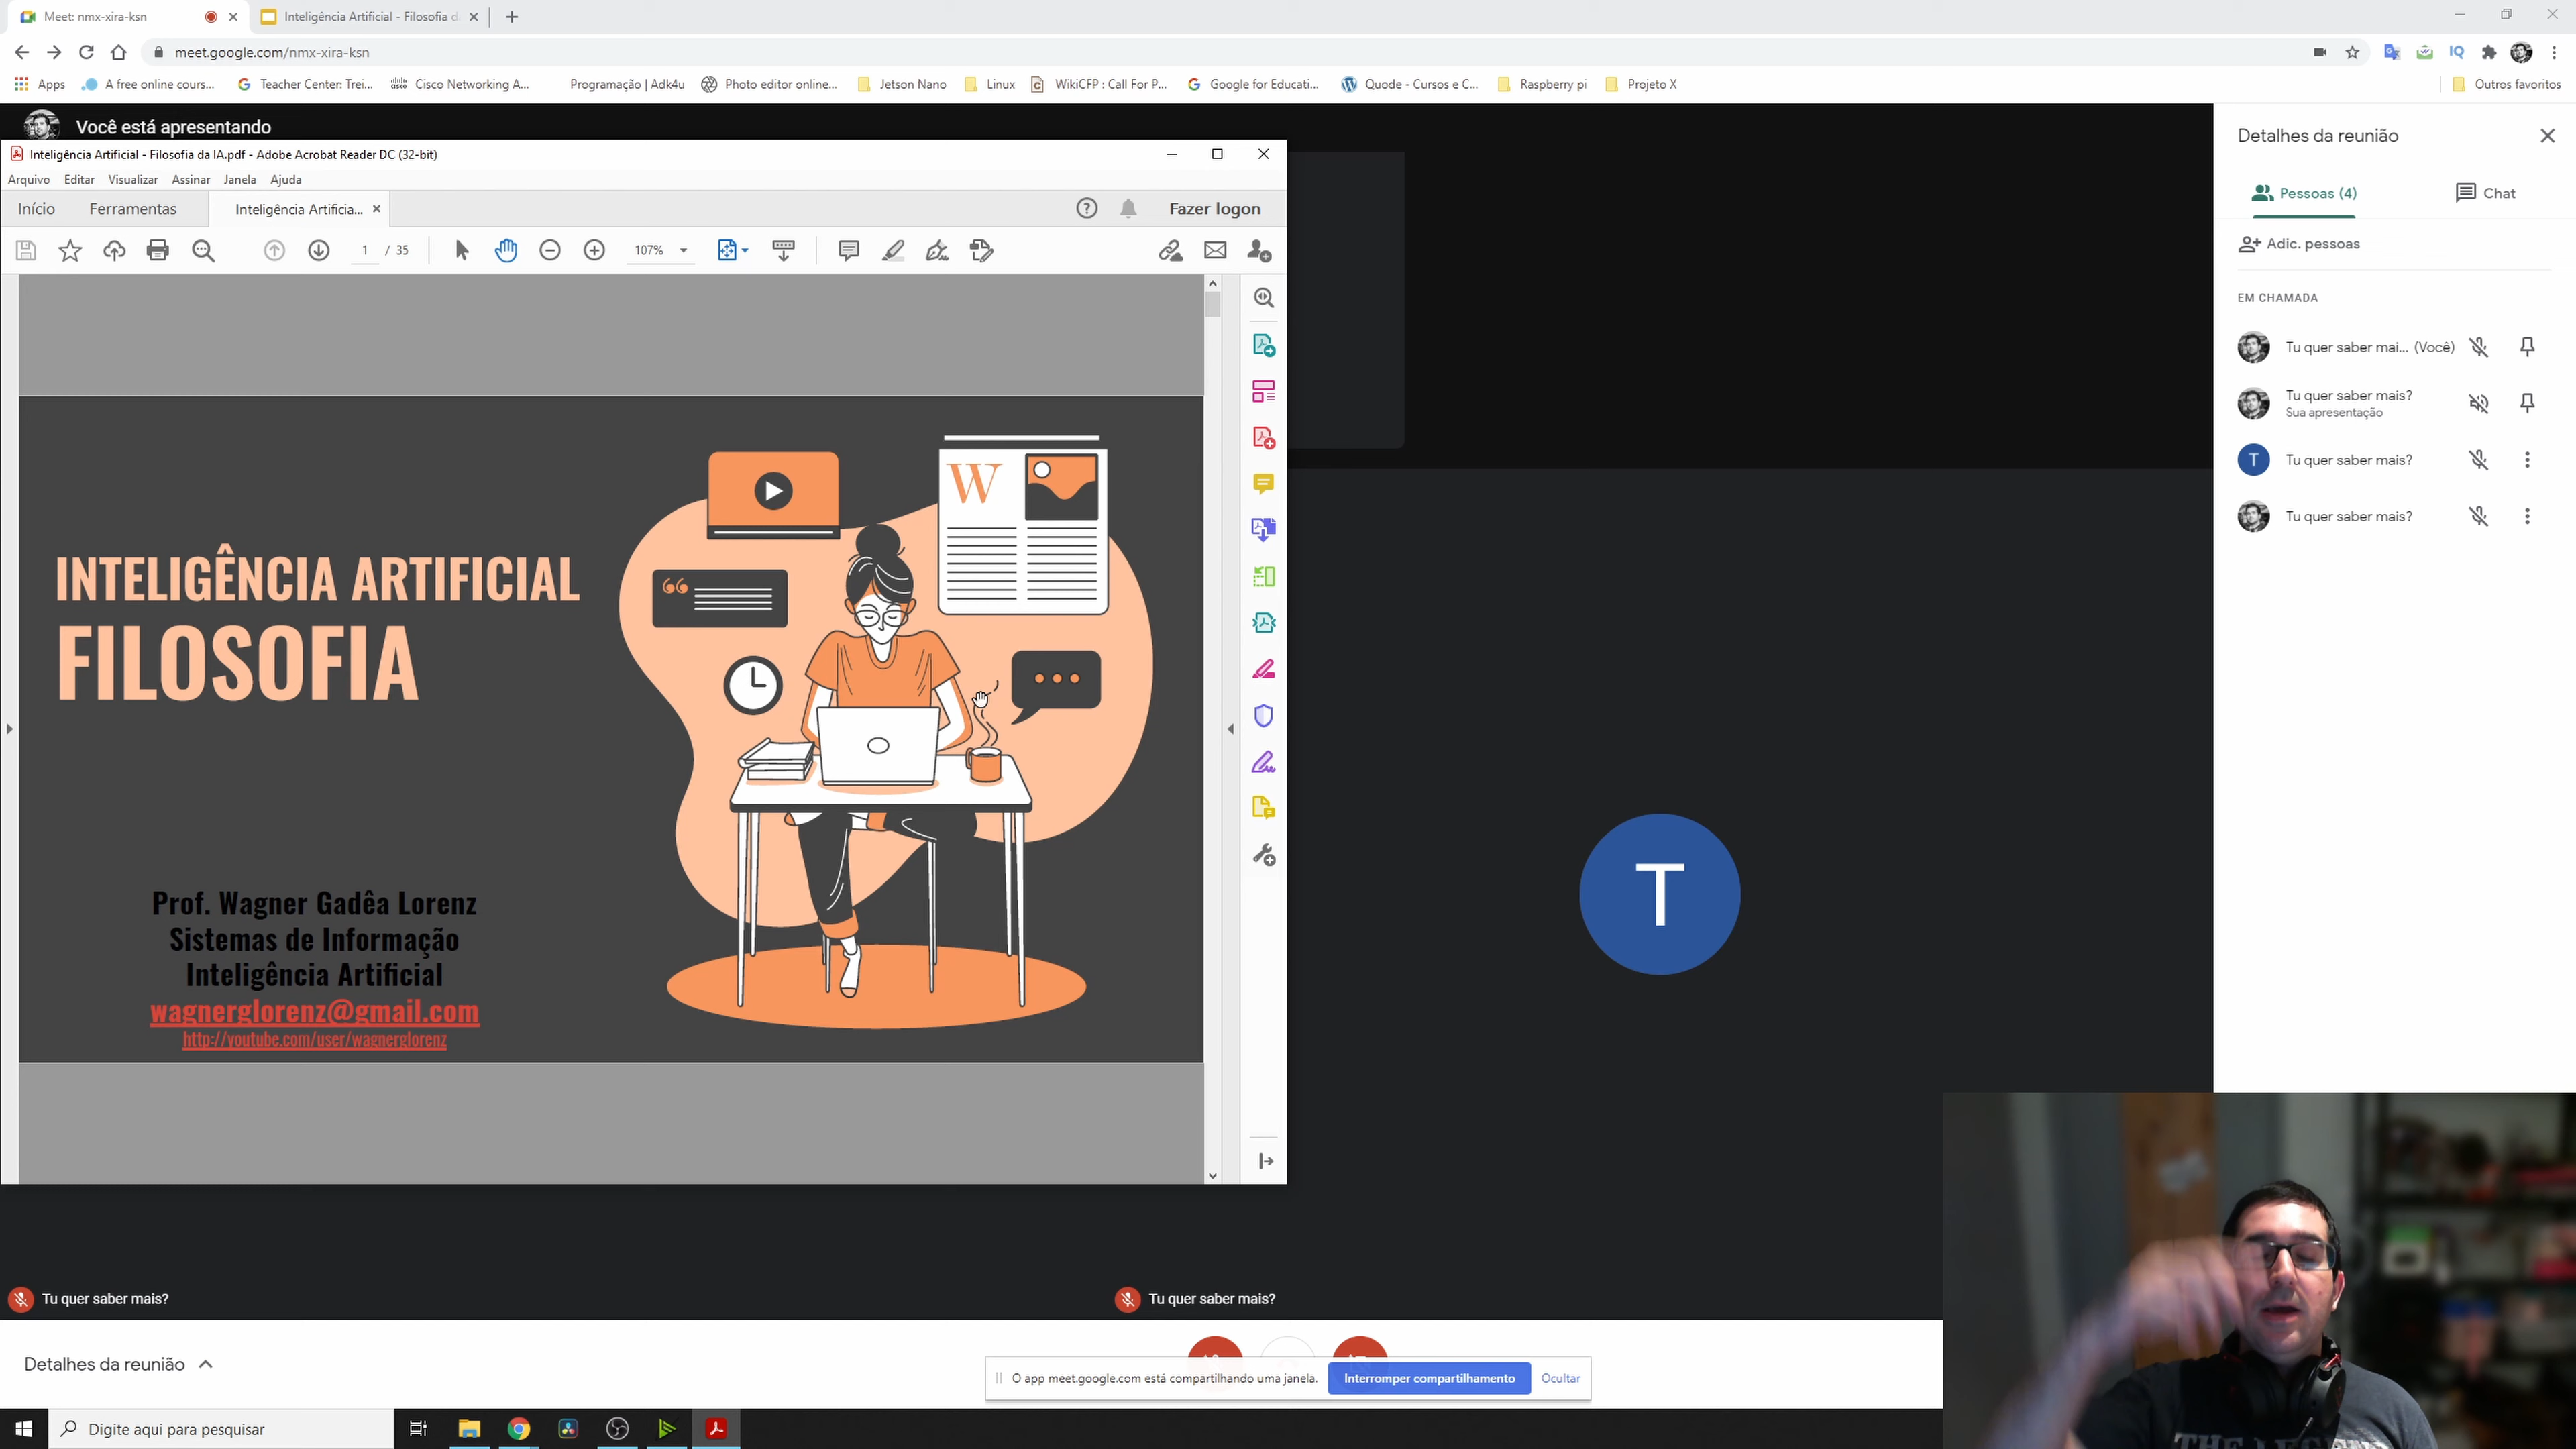 Meet: nmx-xira-ksn
Inteligência Artificial - Filosofia d
meet.google.com/nmx-xira-ksn
IQ
Apps
A free online cours...
Teacher Center: Trei...
Cisco Networking A...
Programação | Adk4u
Photo editor online...
Jetson Nano
Linux
WikiCFP : Call For P...
Google for Educati...
Quode - Cursos e C...
Raspberry pi
Projeto X
Outros favoritos
Você está apresentando
Inteligência Artificial - Filosofia da IA.pdf - Adobe Acrobat Reader DC (32-bit)
Arquivo Editar Visualizar Assinar Janela Ajuda
Início Ferramentas Inteligência Artificia...
Fazer logon
1 / 35
107%
W
INTELIGÊNCIA ARTIFICIAL
FILOSOFIA
Prof. Wagner Gadêa Lorenz
Sistemas de Informação
Inteligência Artificial
wagnerglorenz@gmail.com
http://youtube.com/user/wagnerglorenz
T
Detalhes da reunião
Pessoas (4)
Chat
Adic. pessoas
EM CHAMADA
Tu quer saber mai... (Você)
Tu quer saber mais?
Sua apresentação
T
Tu quer saber mais?
Tu quer saber mais?
Tu quer saber mais?
Tu quer saber mais?
Detalhes da reunião
O app meet.google.com está compartilhando uma janela.
Interromper compartilhamento
Ocultar
Digite aqui para pesquisar
THE